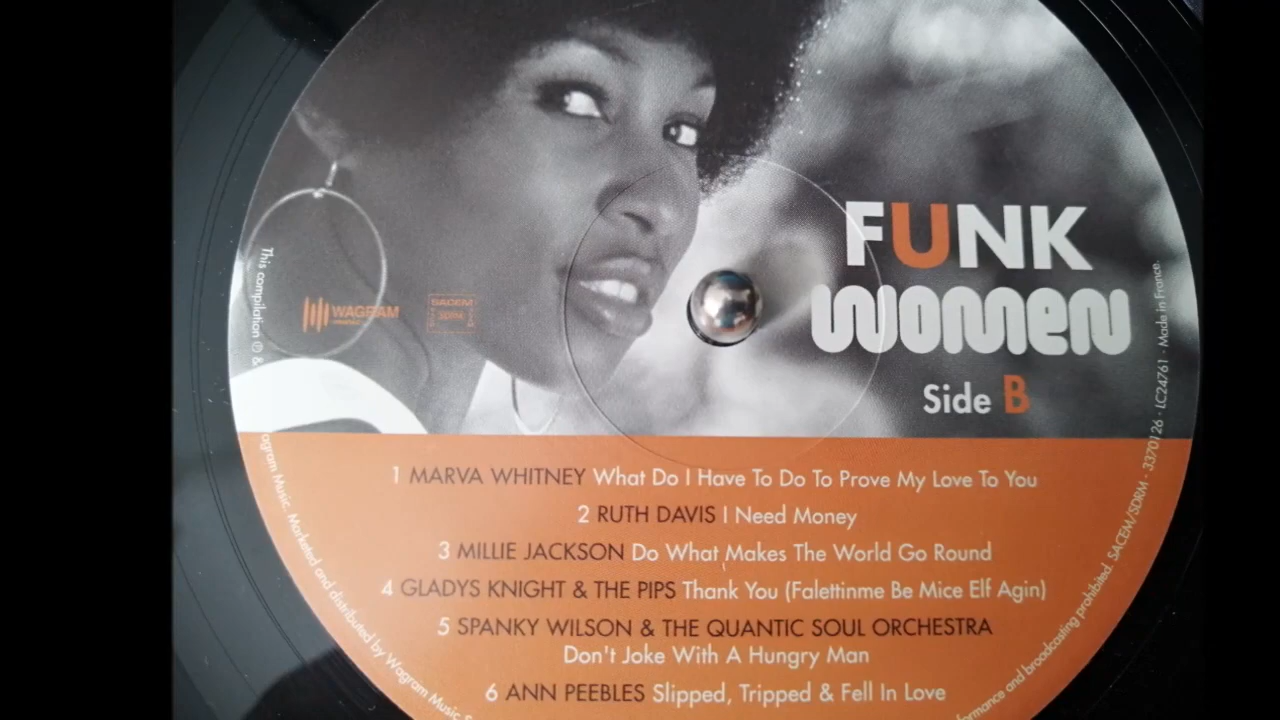 FUNK
WOMEN
Side B
WAGRAM
SACEM
SDRM
1 MARVA WHITNEY What Do I Have To Do To Prove My Love To You
2 RUTH DAVIS I Need Money
3 MILLIE JACKSON Do What Makes The World Go Round
4 GLADYS KNIGHT & THE PIPS Thank You (Falettinme Be Mice Elf Agin)
5 SPANKY WILSON & THE QUANTIC SOUL ORCHESTRA
Don't Joke With A Hungry Man
6 ANN PEEBLES Slipped, Tripped & Fell In Love
This compilation ℗ &
agram Music. Marketed and distributed by Wagram Music
and broadcasting prohibited. SACEM/SDRM - 3370126 - LC24761 - Made in France.